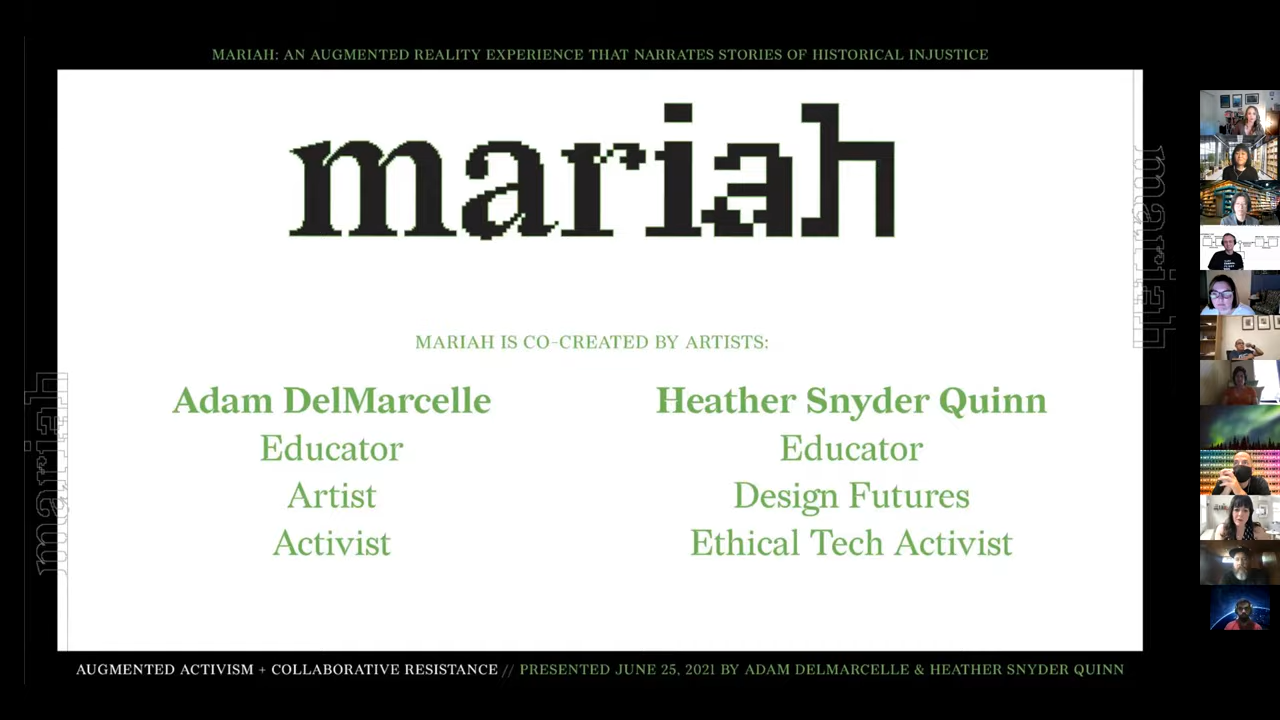 MARIAH: AN AUGMENTED REALITY EXPERIENCE THAT NARRATES STORIES OF HISTORICAL INJUSTICE
mariah
mariah
mariah
MARIAH IS CO-CREATED BY ARTISTS:
Adam DelMarcelle
Educator
Artist
Activist
Heather Snyder Quinn
Educator
Design Futures
Ethical Tech Activist
AUGMENTED ACTIVISM + COLLABORATIVE RESISTANCE // PRESENTED JUNE 25, 2021 BY ADAM DELMARCELLE & HEATHER SNYDER QUINN